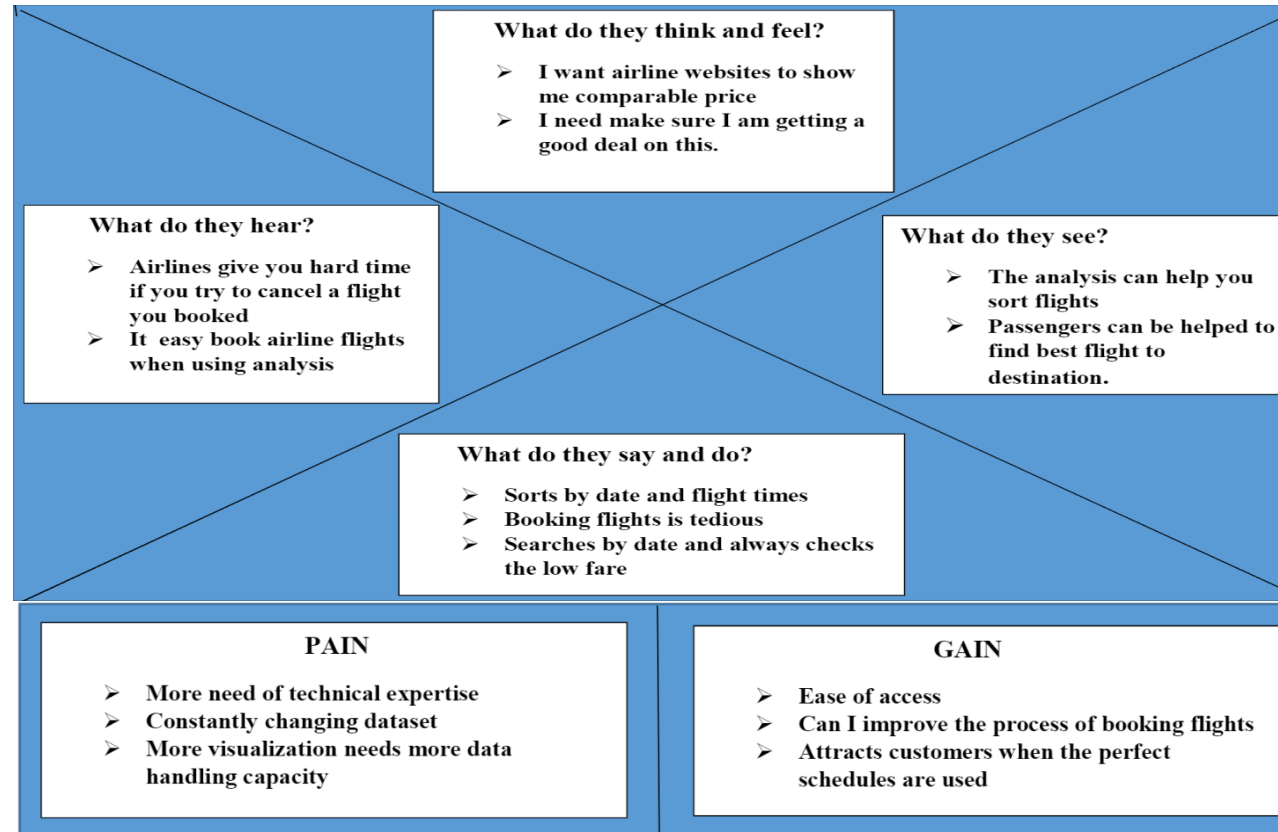 What do they think and feel?
➢ I want airline websites to show
me comparable price
➢ I need make sure I am getting a
good deal on this.
What do they hear?
➢ Airlines give you hard time
if you try to cancel a flight
you booked
➢ It easy book airline flights
when using analysis
What do they see?
➢ The analysis can help you
sort flights
➢ Passengers can be helped to
find best flight to
destination.
What do they say and do?
➢ Sorts by date and flight times
➢ Booking flights is tedious
➢ Searches by date and always checks
the low fare
PAIN
➢ More need of technical expertise
➢ Constantly changing dataset
➢ More visualization needs more data
handling capacity
GAIN
➢ Ease of access
➢ Can I improve the process of booking flights
➢ Attracts customers when the perfect
schedules are used